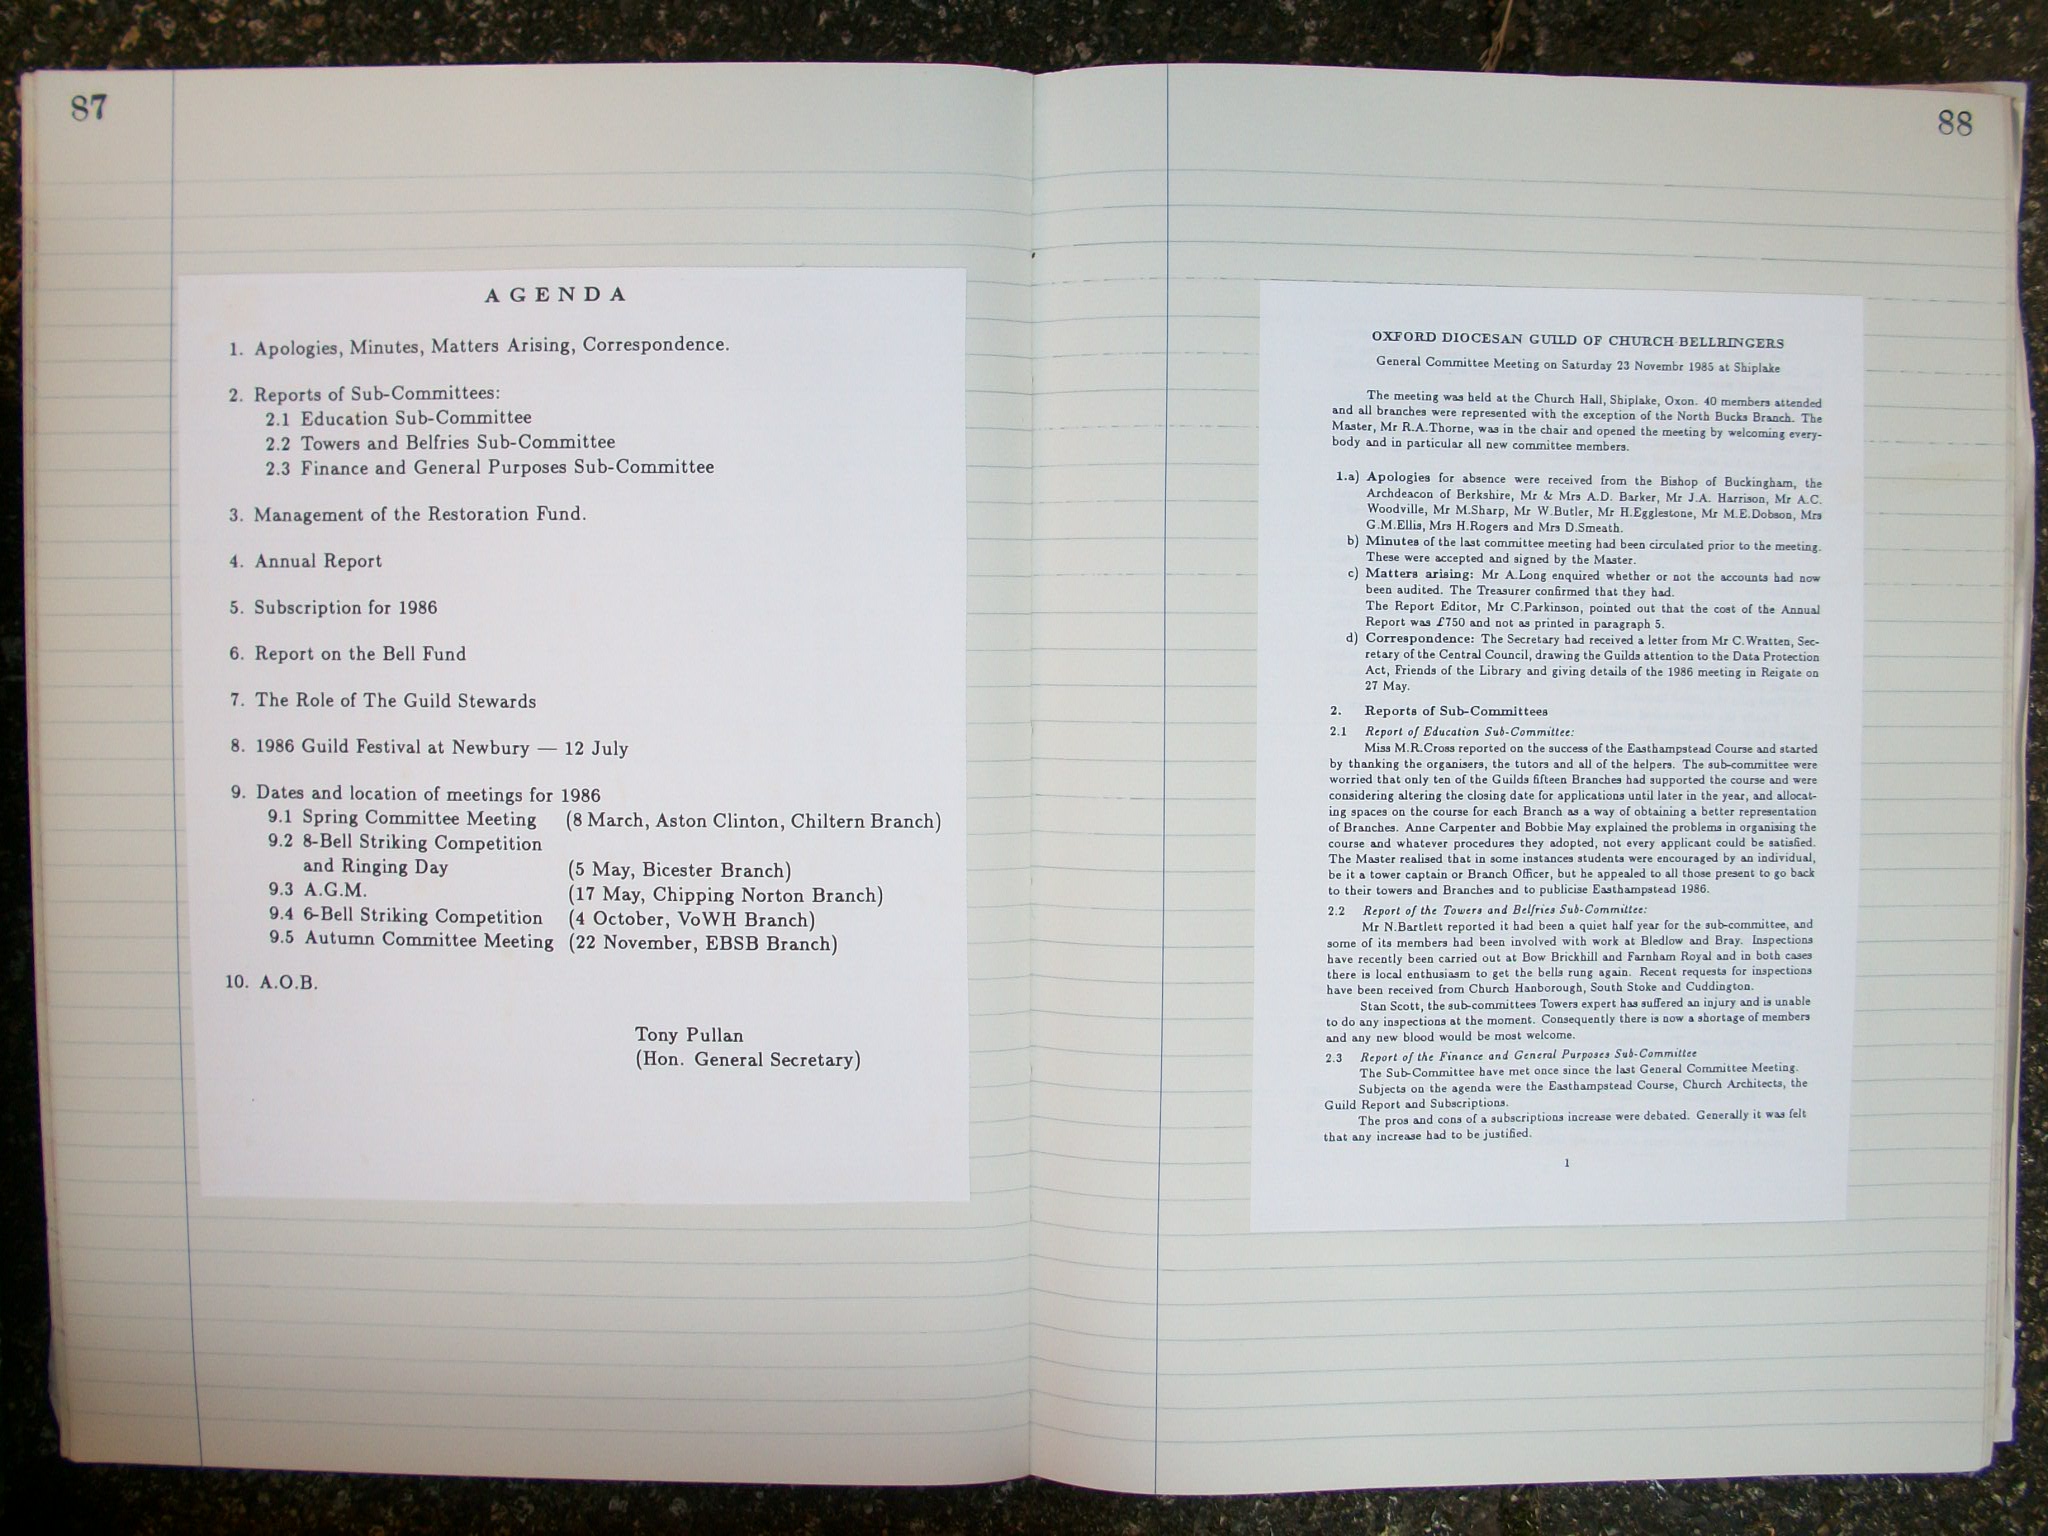 87
A G E N D A
1. Apologies, Minutes, Matters Arising, Correspondence.
2. Reports of Sub-Committees:
2.1 Education Sub-Committee
2.2 Towers and Belfries Sub-Committee
2.3 Finance and General Purposes Sub-Committee
3. Management of the Restoration Fund.
4. Annual Report
5. Subscription for 1986
6. Report on the Bell Fund
7. The Role of The Guild Stewards
8. 1986 Guild Festival at Newbury — 12 July
9. Dates and location of meetings for 1986
9.1 Spring Committee Meeting (8 March, Aston Clinton, Chiltern Branch)
9.2 8-Bell Striking Competition
and Ringing Day (5 May, Bicester Branch)
9.3 A.G.M. (17 May, Chipping Norton Branch)
9.4 6-Bell Striking Competition (4 October, VoWH Branch)
9.5 Autumn Committee Meeting (22 November, EBSB Branch)
10. A.O.B.
Tony Pullan
(Hon. General Secretary)
88
OXFORD DIOCESAN GUILD OF CHURCH BELLRINGERS
General Committee Meeting on Saturday 23 Novembr 1985 at Shiplake
The meeting was held at the Church Hall, Shiplake, Oxon. 40 members attended
and all branches were represented with the exception of the North Bucks Branch. The
Master, Mr R.A.Thorne, was in the chair and opened the meeting by welcoming every-
body and in particular all new committee members.
1.a) Apologies for absence were received from the Bishop of Buckingham, the
Archdeacon of Berkshire, Mr & Mrs A.D. Barker, Mr J.A. Harrison, Mr A.C.
Woodville, Mr M.Sharp, Mr W.Butler, Mr H.Egglestone, Mr M.E.Dobson, Mrs
G.M.Ellis, Mrs H.Rogers and Mrs D.Smeath.
b) Minutes of the last committee meeting had been circulated prior to the meeting.
These were accepted and signed by the Master.
c) Matters arising: Mr A.Long enquired whether or not the accounts had now
been audited. The Treasurer confirmed that they had.
The Report Editor, Mr C.Parkinson, pointed out that the cost of the Annual
Report was £750 and not as printed in paragraph 5.
d) Correspondence: The Secretary had received a letter from Mr C.Wratten, Sec-
retary of the Central Council, drawing the Guilds attention to the Data Protection
Act, Friends of the Library and giving details of the 1986 meeting in Reigate on
27 May.
2. Reports of Sub-Committees
2.1 Report of Education Sub-Committee:
Miss M.R.Cross reported on the success of the Easthampstead Course and started
by thanking the organisers, the tutors and all of the helpers. The sub-committee were
worried that only ten of the Guilds fifteen Branches had supported the course and were
considering altering the closing date for applications until later in the year, and allocat-
ing spaces on the course for each Branch as a way of obtaining a better representation
of Branches. Anne Carpenter and Bobbie May explained the problems in organising the
course and whatever procedures they adopted, not every applicant could be satisfied.
The Master realised that in some instances students were encouraged by an individual,
be it a tower captain or Branch Officer, but he appealed to all those present to go back
to their towers and Branches and to publicise Easthampstead 1986.
2.2 Report of the Towers and Belfries Sub-Committee:
Mr N.Bartlett reported it had been a quiet half year for the sub-committee, and
some of its members had been involved with work at Bledlow and Bray. Inspections
have recently been carried out at Bow Brickhill and Farnham Royal and in both cases
there is local enthusiasm to get the bells rung again. Recent requests for inspections
have been received from Church Hanborough, South Stoke and Cuddington.
Stan Scott, the sub-committees Towers expert has suffered an injury and is unable
to do any inspections at the moment. Consequently there is now a shortage of members
and any new blood would be most welcome.
2.3 Report of the Finance and General Purposes Sub-Committee
The Sub-Committee have met once since the last General Committee Meeting.
Subjects on the agenda were the Easthampstead Course, Church Architects, the
Guild Report and Subscriptions.
The pros and cons of a subscriptions increase were debated. Generally it was felt
that any increase had to be justified.
1